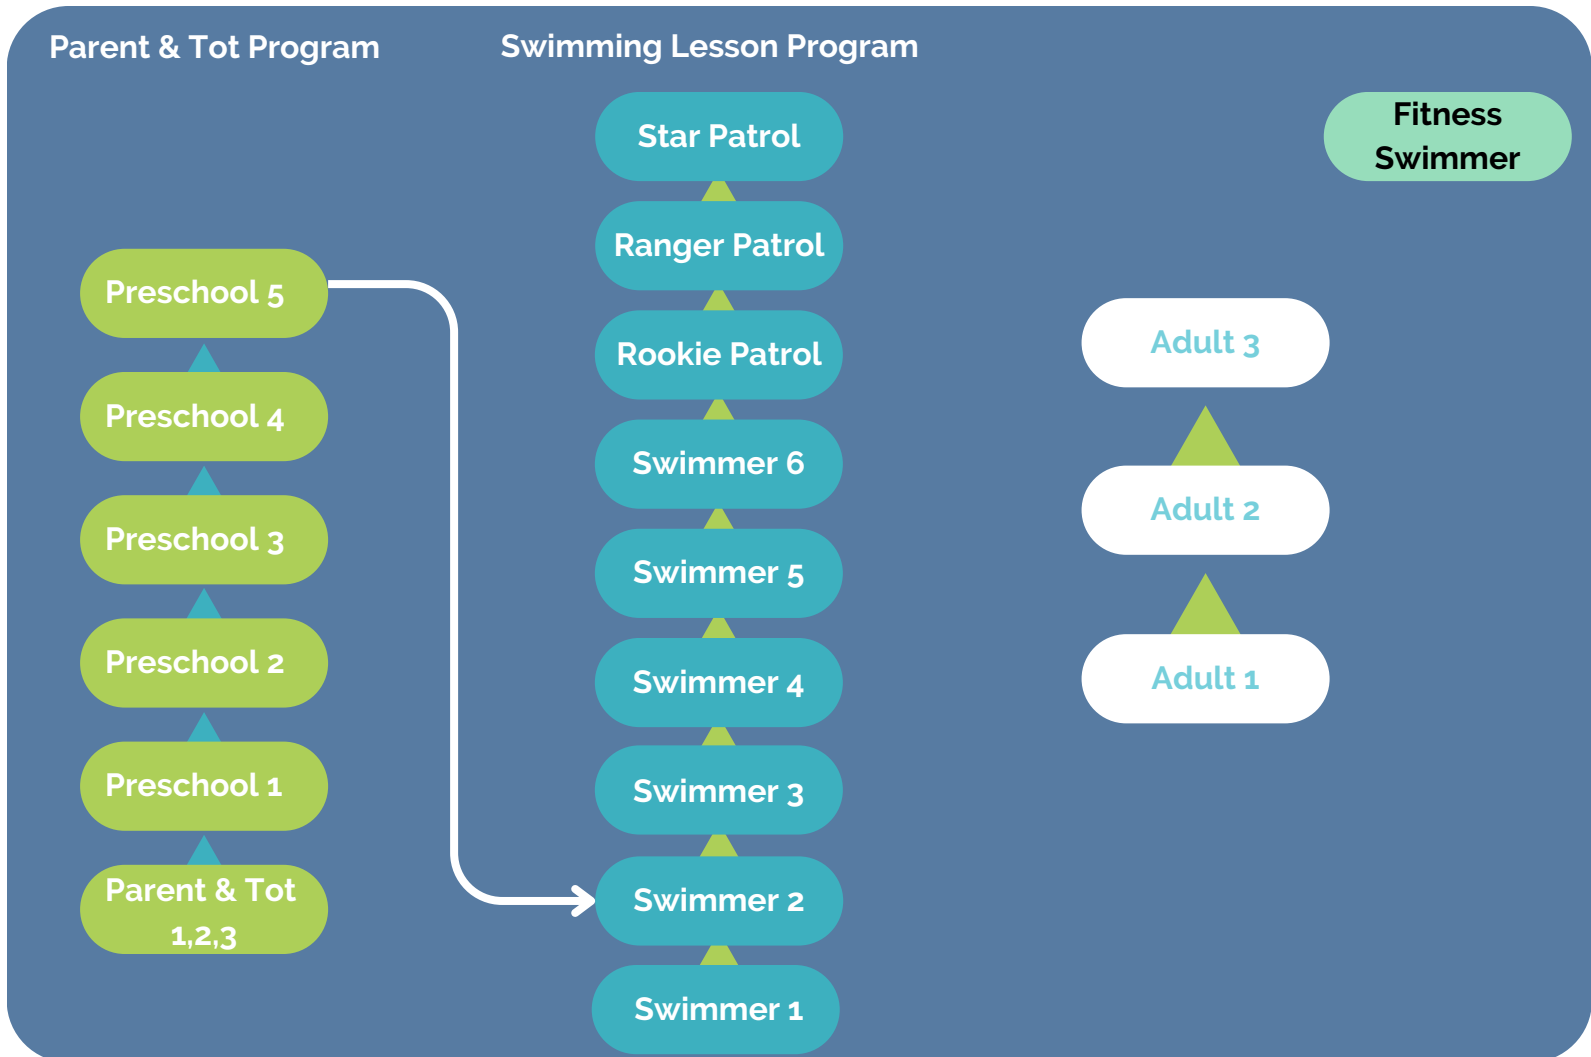 Parent & Tot Program
Preschool 5
Preschool 4
Preschool 3
Preschool 2
Preschool 1
Parent & Tot
1,2,3
Swimming Lesson Program
Star Patrol
Ranger Patrol
Rookie Patrol
Swimmer 6
Swimmer 5
Swimmer 4
Swimmer 3
Swimmer 2
Swimmer 1
Adult 3
Adult 2
Adult 1
Fitness
Swimmer